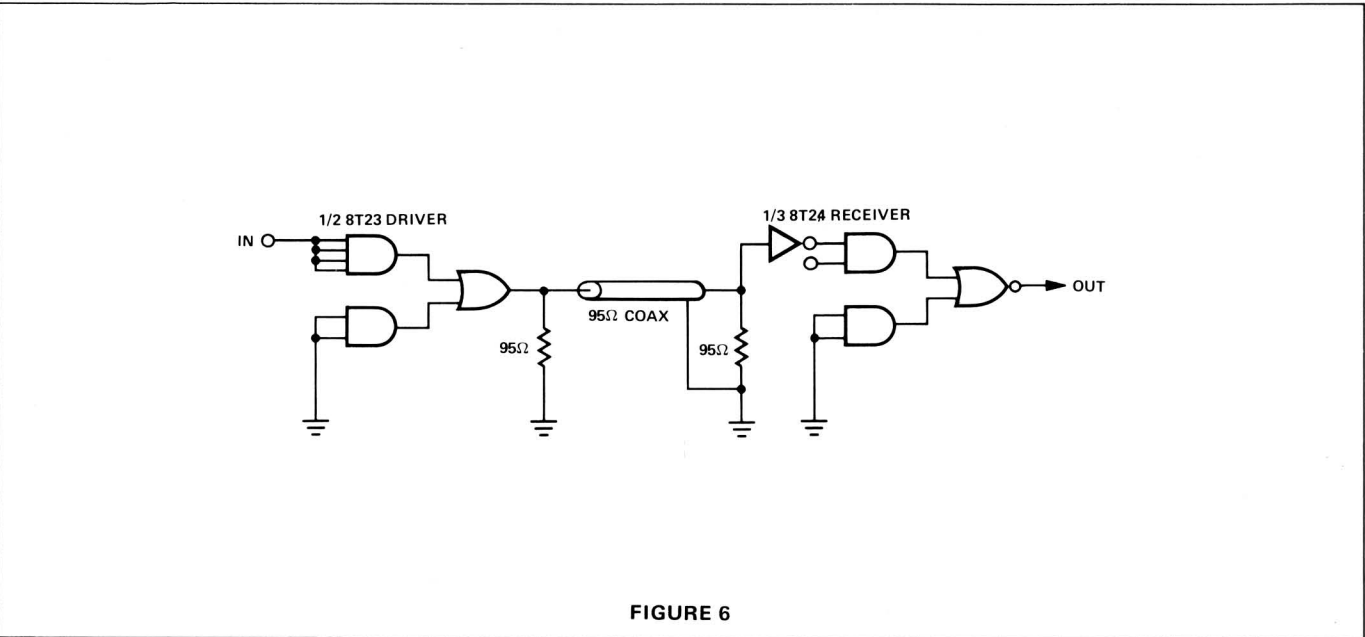 1/2 8T23 DRIVER
IN
95Ω
95Ω COAX
95Ω
1/3 8T24 RECEIVER
OUT
FIGURE 6